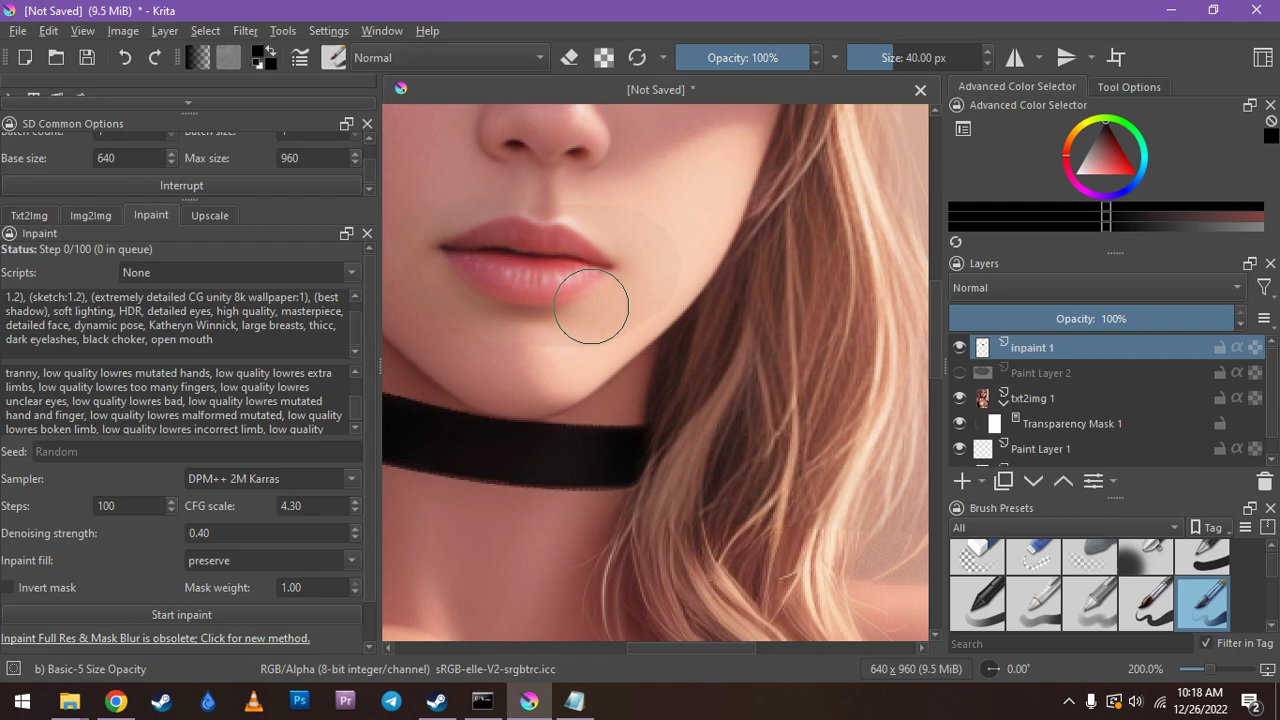 [Not Saved] (9.5 MiB) * - Krita
File Edit View Image Layer Select Filter Tools Settings Window Help
Normal
Opacity: 100%
Size: 40.00 px
[Not Saved] *
SD Common Options
Base size: 640 Max size: 960
Interrupt
Txt2Img Img2Img Inpaint Upscale
Inpaint
Status: Step 0/100 (0 in queue)
Scripts: None
1.2), (sketch:1.2), (extremely detailed CG unity 8k wallpaper:1), (best
shadow), soft lighting, HDR, detailed eyes, high quality, masterpiece,
detailed face, dynamic pose, Katheryn Winnick, large breasts, thicc,
dark eyelashes, black choker, open mouth
tranny, low quality lowres mutated hands, low quality lowres extra
limbs, low quality lowres too many fingers, low quality lowres
unclear eyes, low quality lowres bad, low quality lowres mutated
hand and finger, low quality lowres malformed mutated, low quality
lowres boken limb, low quality lowres incorrect limb, low quality
Seed: Random
Sampler: DPM++ 2M Karras
Steps: 100 CFG scale: 4.30
Denoising strength: 0.40
Inpaint fill: preserve
Invert mask Mask weight: 1.00
Start inpaint
Inpaint Full Res & Mask Blur is obsolete; Click for new method.
Advanced Color Selector Tool Options
Advanced Color Selector
Layers
Normal
Opacity: 100%
inpaint 1
Paint Layer 2
txt2img 1
Transparency Mask 1
Paint Layer 1
Brush Presets
All Tag
Search Filter in Tag
b) Basic-5 Size Opacity
RGB/Alpha (8-bit integer/channel) sRGB-elle-V2-srgbtrc.icc
640 x 960 (9.5 MiB)
0.00°
200.0%
Ps Pr
10:18 AM
12/26/2022
2